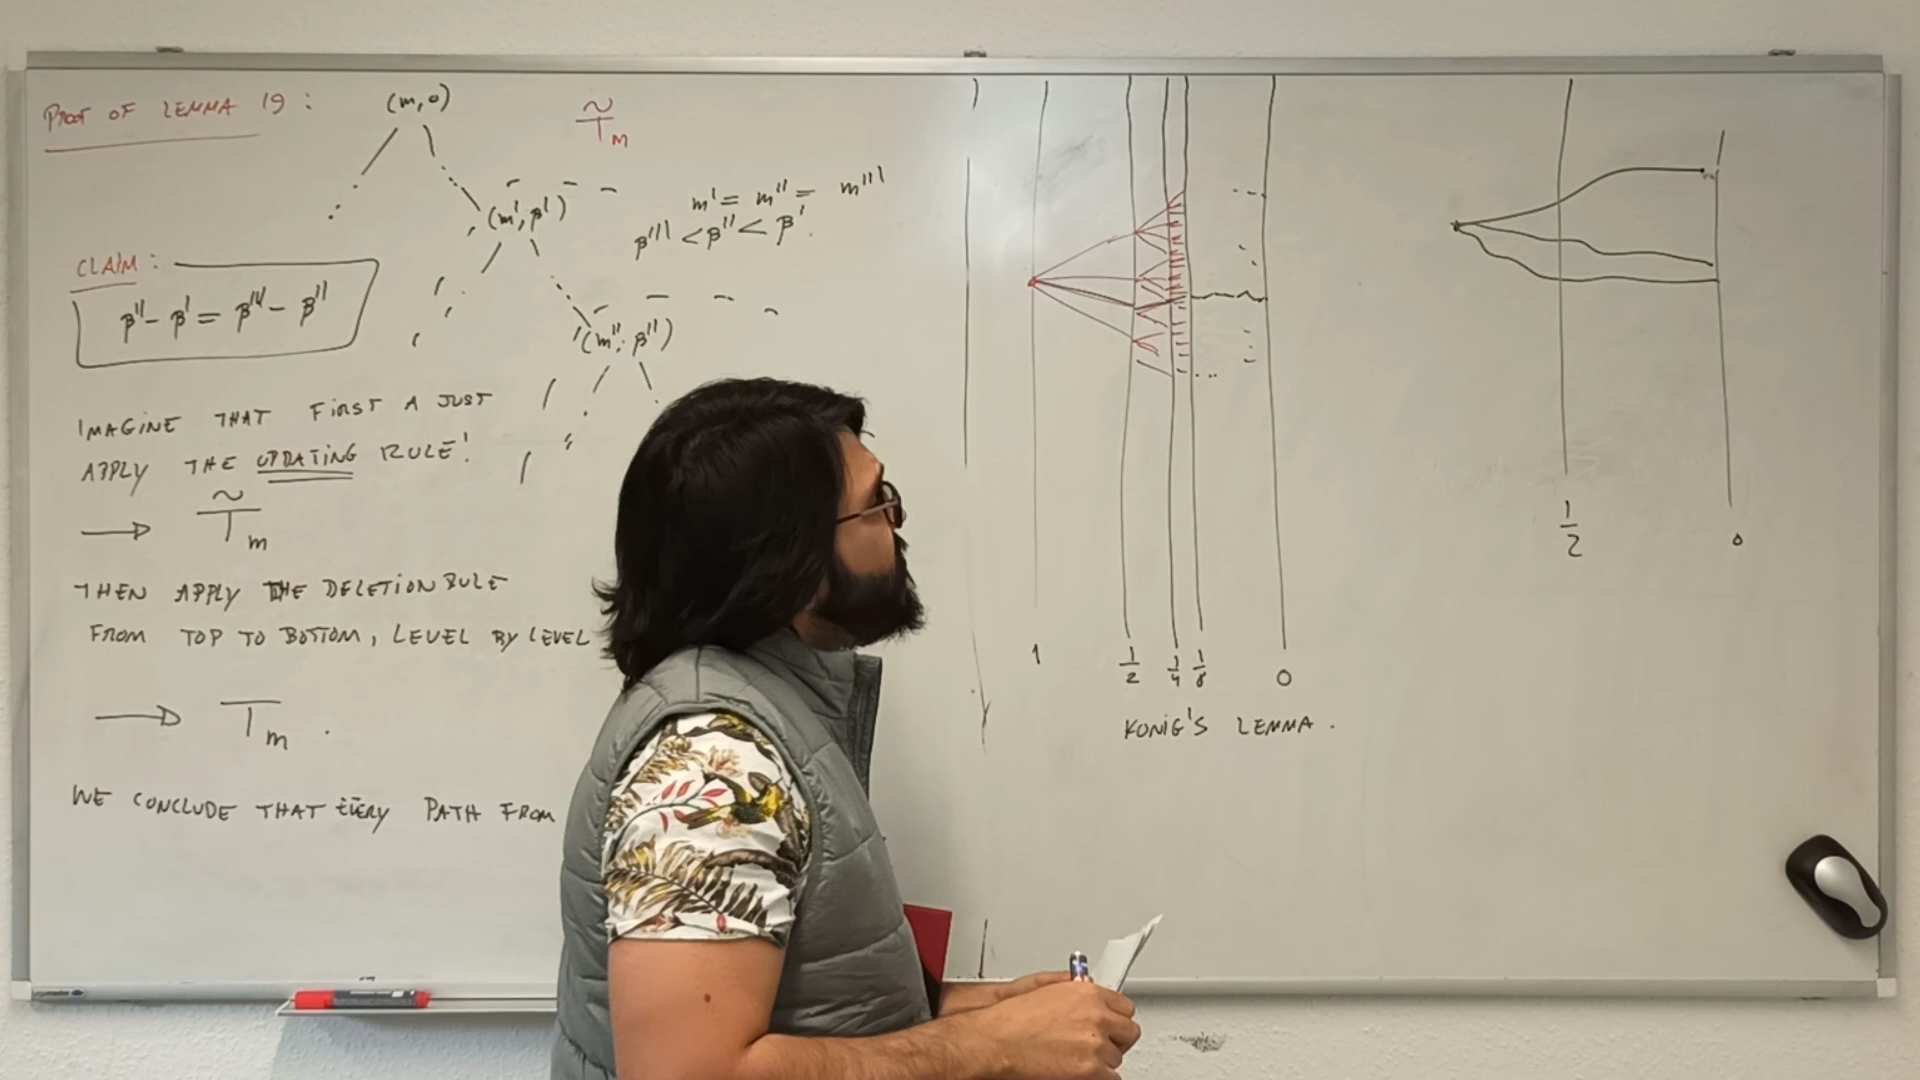 PROOF OF LEMMA 19 :
(m, 0)
T̃m
(m', β')
m' = m'' = m'''
β''' < β'' < β'.
CLAIM :
β'' - β' = β''' - β''
(m'', β'')
IMAGINE THAT FIRST A JUST
APPLY THE UPDATING RULE!
→ T̃m
THEN APPLY THE DELETION RULE
FROM TOP TO BOTTOM, LEVEL BY LEVEL
→ Tm .
WE CONCLUDE THAT EVERY PATH FROM
1 1/2 1/4 1/8 0
KONIG'S LEMMA .
1/2 0